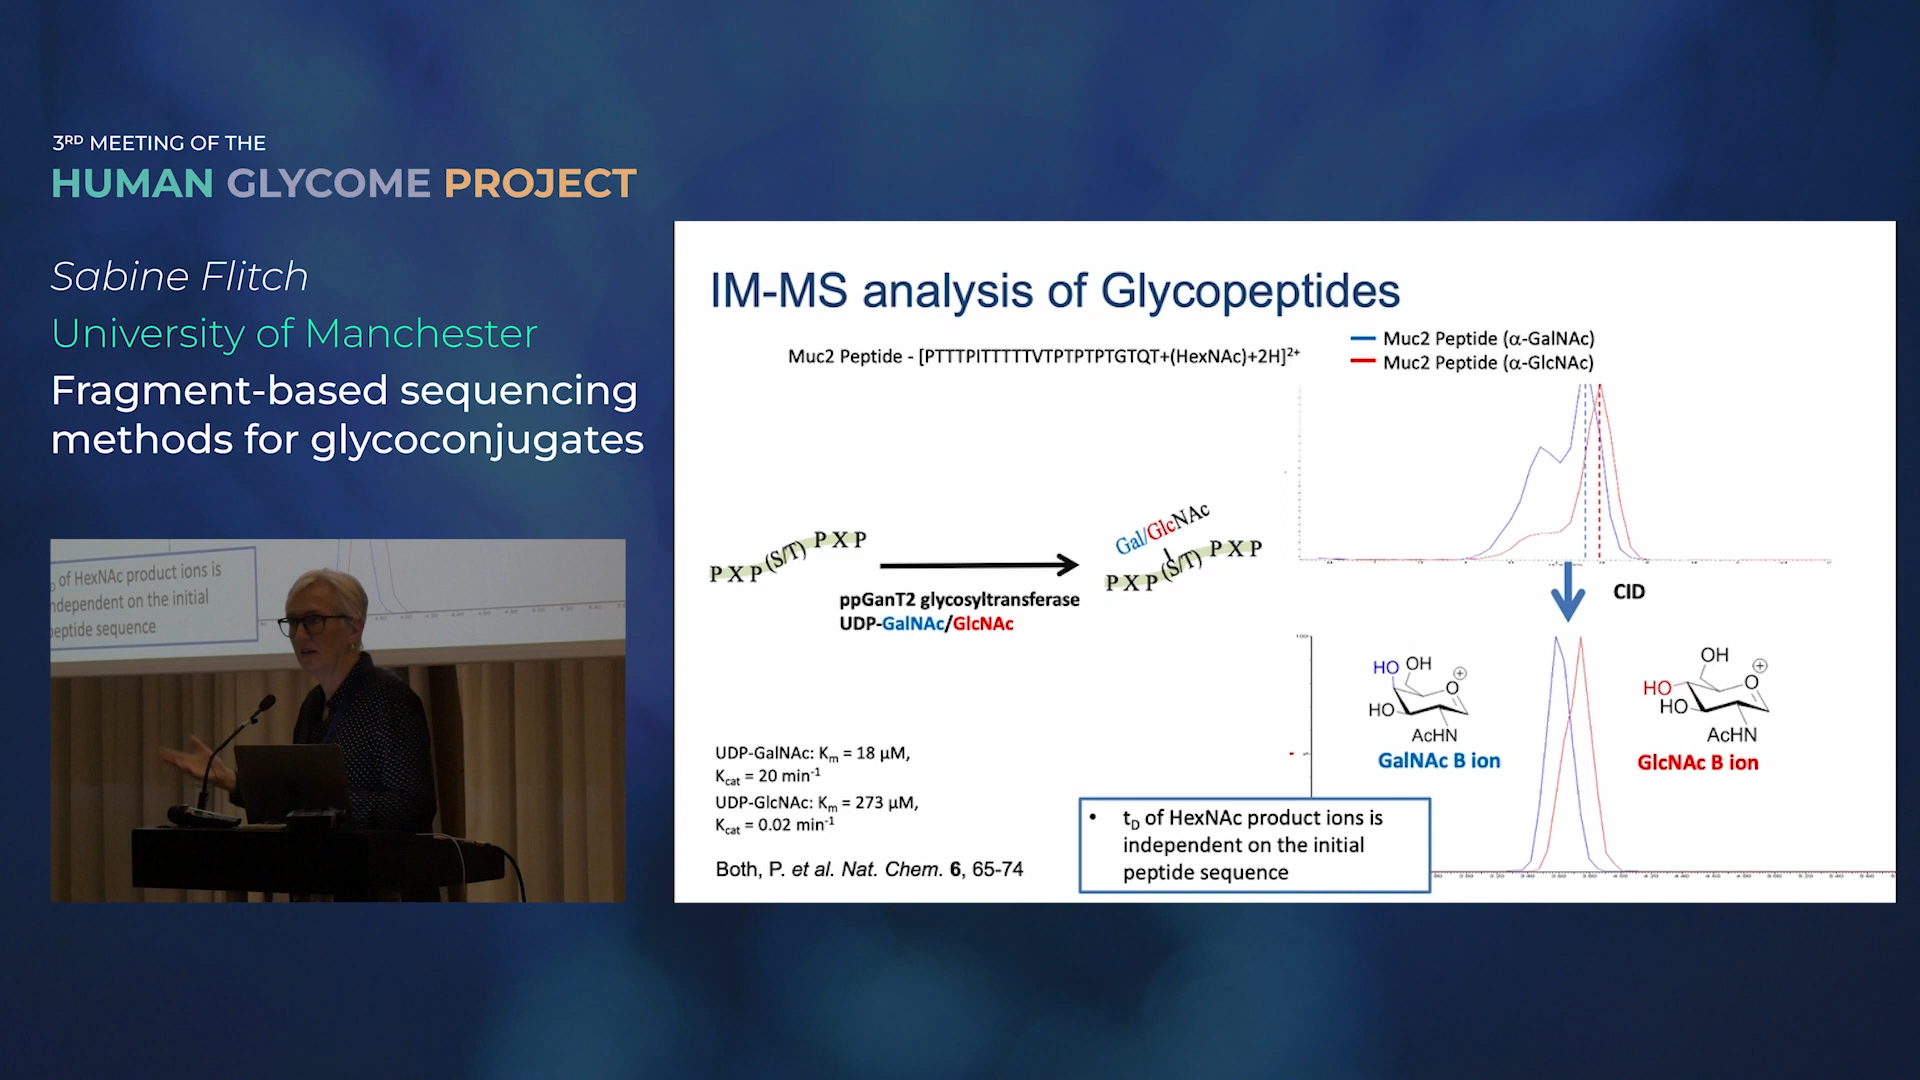 3RD MEETING OF THE
HUMAN GLYCOME PROJECT
Sabine Flitch
University of Manchester
Fragment-based sequencing
methods for glycoconjugates
of HexNAc product ions is
independent on the initial
peptide sequence
IM-MS analysis of Glycopeptides
Muc2 Peptide - [PTTTPITTTTTVTPTPTPTGTQT+(HexNAc)+2H]²⁺
Muc2 Peptide (α-GalNAc)
Muc2 Peptide (α-GlcNAc)
P X P (S/T) P X P
ppGanT2 glycosyltransferase
UDP-GalNAc/GlcNAc
Gal/GlcNAc
P X P (S/T) P X P
CID
100
HO OH
O
HO
AcHN
GalNAc B ion
OH
HO
O
HO
AcHN
GlcNAc B ion
UDP-GalNAc: Km = 18 µM,
Kcat = 20 min⁻¹
UDP-GlcNAc: Km = 273 µM,
Kcat = 0.02 min⁻¹
Both, P. et al. Nat. Chem. 6, 65-74
• tD of HexNAc product ions is
independent on the initial
peptide sequence